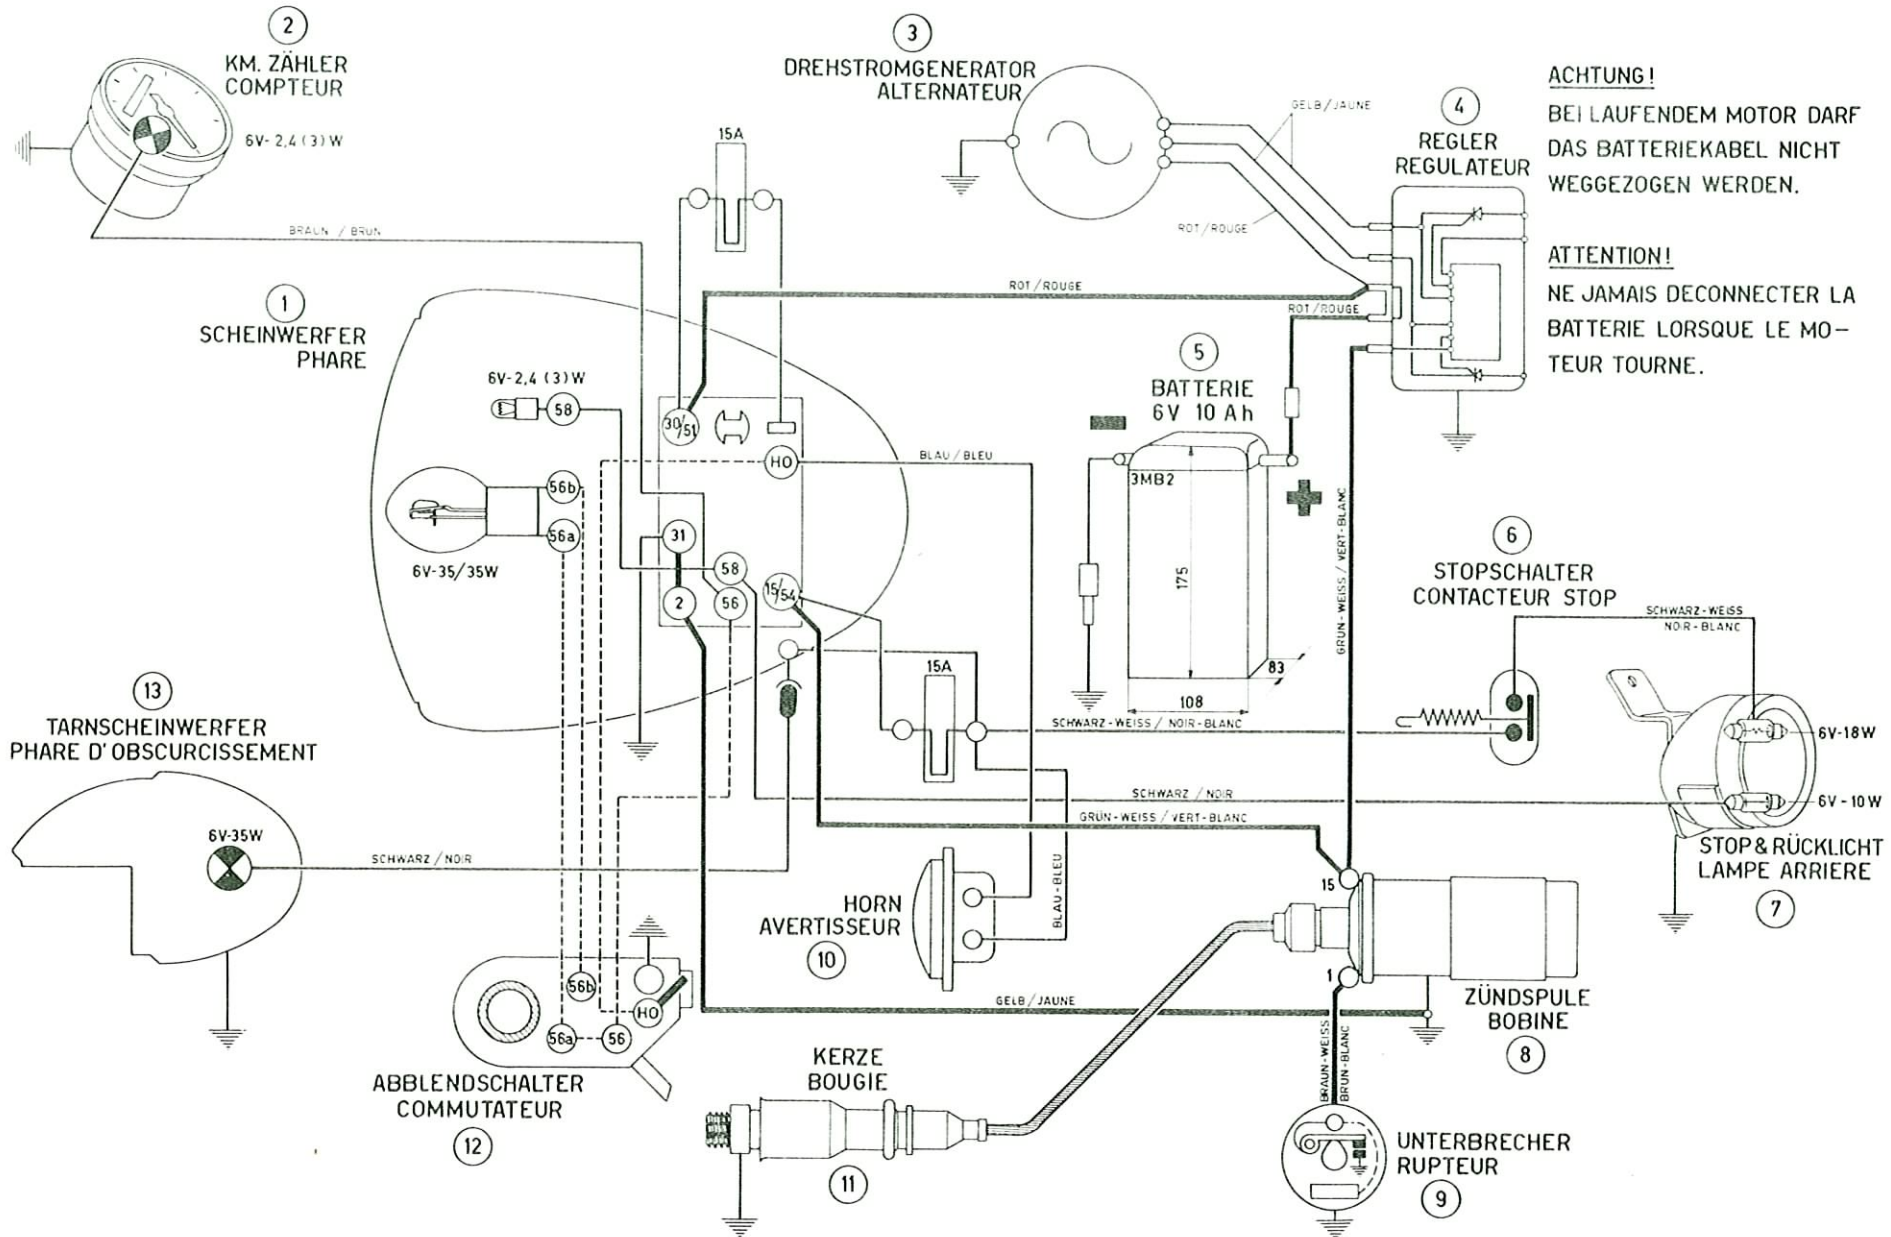 2
KM. ZÄHLER
COMPTEUR
6V- 2,4 (3) W
BRAUN / BRUN
1
SCHEINWERFER
PHARE
15A
3
DREHSTROMGENERATOR
ALTERNATEUR
GELB/JAUNE
ROT/ROUGE
4
REGLER
REGULATEUR
ACHTUNG!
BEI LAUFENDEM MOTOR DARF
DAS BATTERIEKABEL NICHT
WEGGEZOGEN WERDEN.
ATTENTION!
NE JAMAIS DECONNECTER LA
BATTERIE LORSQUE LE MO-
TEUR TOURNE.
ROT/ROUGE
ROT/ROUGE
6V-2,4 (3) W
58
30/51
HO
BLAU/BLEU
56b
56a
6V-35/35W
31
58
2
56
15/54
5
BATTERIE
6V 10 Ah
3MB2
175
83
108
GRÜN-WEISS / VERT-BLANC
6
STOPSCHALTER
CONTACTEUR STOP
SCHWARZ-WEISS
NOIR-BLANC
15A
SCHWARZ-WEISS / NOIR-BLANC
6V-18W
6V-10W
SCHWARZ / NOIR
GRÜN-WEISS / VERT-BLANC
STOP & RÜCKLICHT
LAMPE ARRIERE
7
13
TARNSCHEINWERFER
PHARE D'OBSCURCISSEMENT
6V-35W
SCHWARZ / NOIR
HORN
AVERTISSEUR
10
BLAU-BLEU
15
1
ZÜNDSPULE
BOBINE
8
GELB/JAUNE
56b
HO
56a
56
ABBLENDSCHALTER
COMMUTATEUR
12
KERZE
BOUGIE
11
BRAUN-WEISS
BRUN-BLANC
UNTERBRECHER
RUPTEUR
9